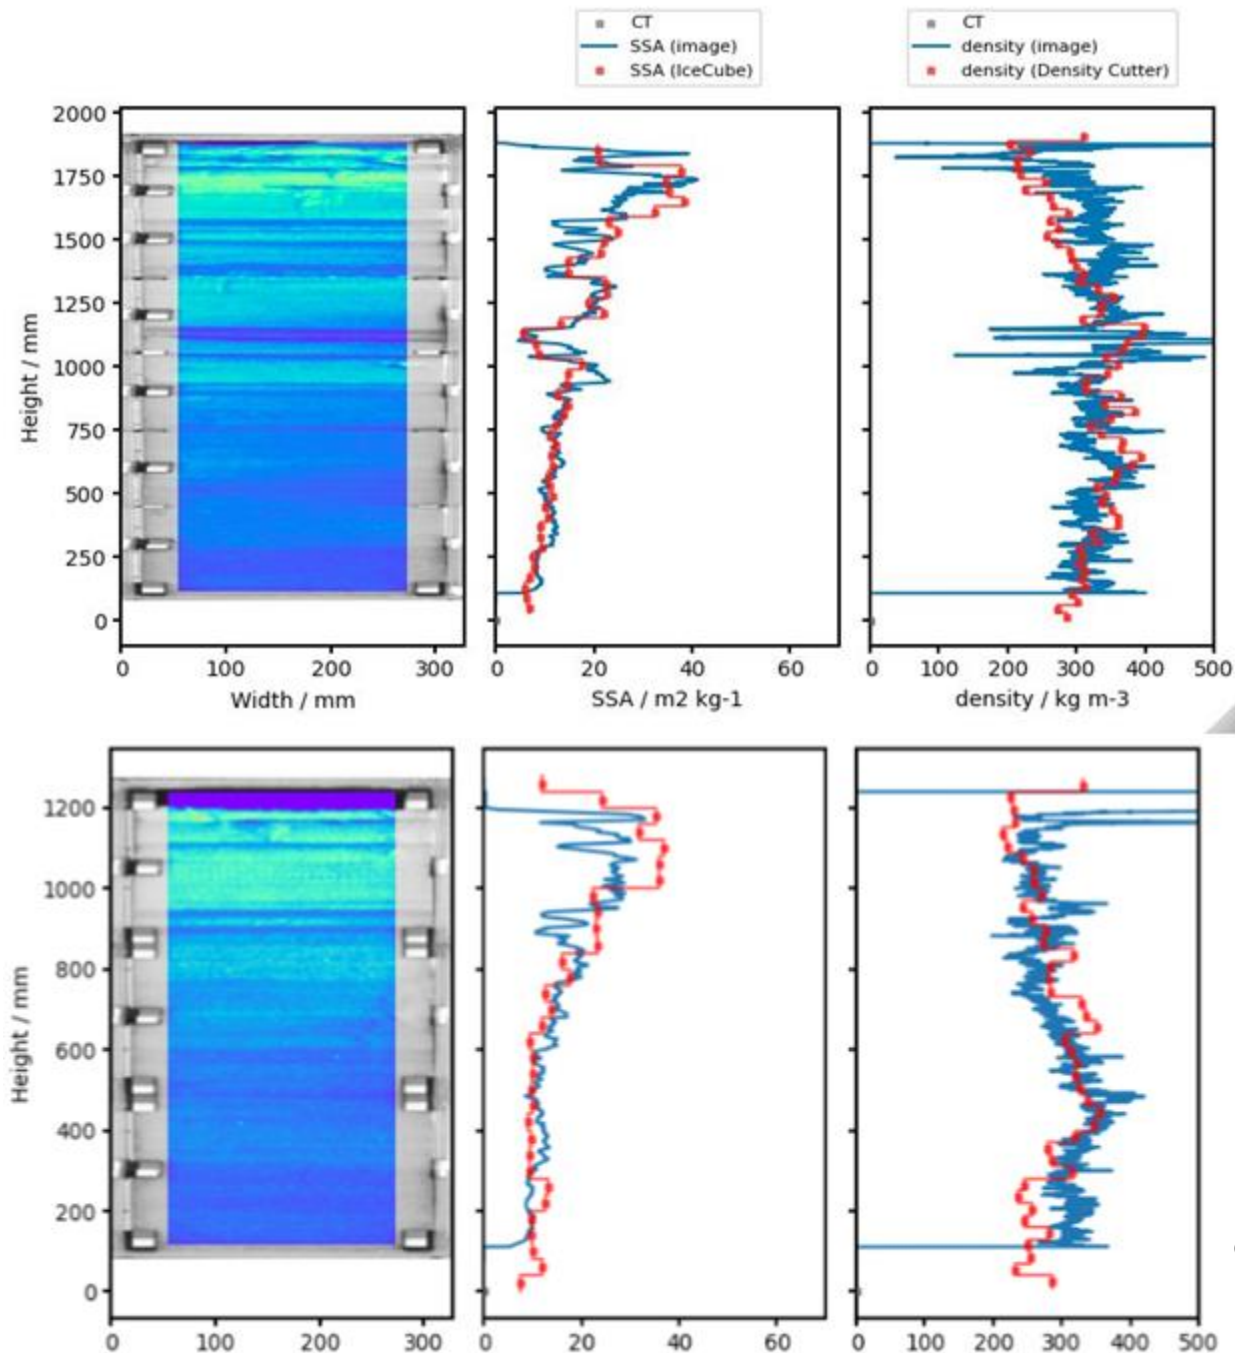 CT
SSA (image)
SSA (IceCube)
CT
density (image)
density (Density Cutter)
2000
1750
1500
1250
1000
750
500
250
0
Height / mm
0 100 200 300
Width / mm
0 20 40 60
SSA / m2 kg-1
0 100 200 300 400 500
density / kg m-3
1200
1000
800
600
400
200
0
Height / mm
0 100 200 300
0 20 40 60
0 100 200 300 400 500